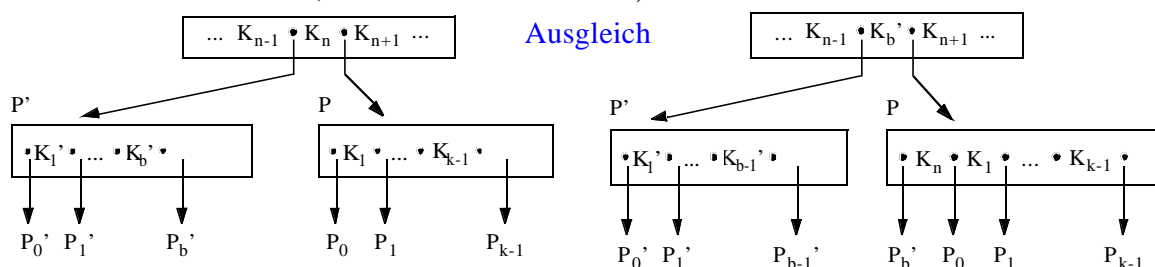 ... K_{n-1} K_n K_{n+1} ... Ausgleich ... K_{n-1} K_b' K_{n+1} ...
P' P P' P
K_1' ... K_b' K_1 ... K_{k-1} K_1' ... K_{b-1}' K_n K_1 ... K_{k-1}
P_0' P_1' P_b' P_0 P_1 P_{k-1} P_0' P_1' P_{b-1}' P_b' P_0 P_1 P_{k-1}